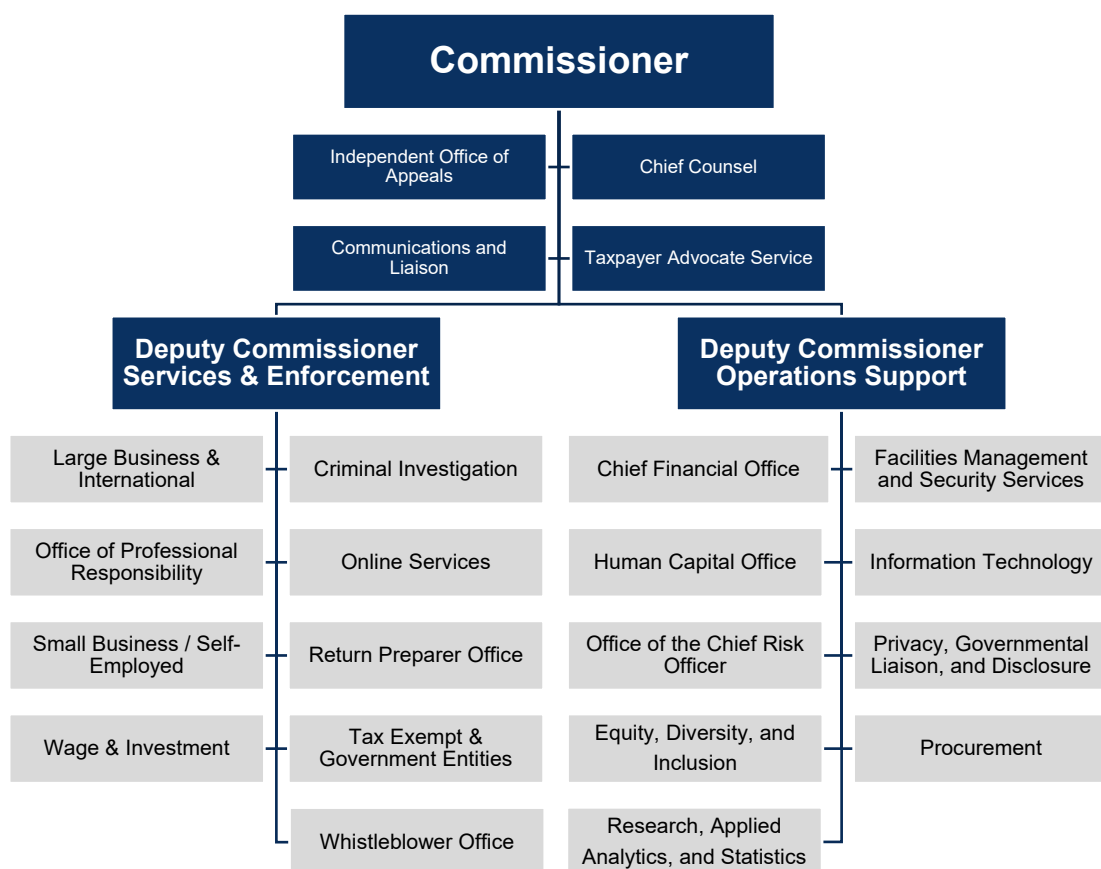 Commissioner
Independent Office of
Appeals
Chief Counsel
Communications and
Liaison
Taxpayer Advocate Service
Deputy Commissioner
Services & Enforcement
Deputy Commissioner
Operations Support
Large Business &
International
Criminal Investigation
Chief Financial Office
Facilities Management
and Security Services
Office of Professional
Responsibility
Online Services
Human Capital Office
Information Technology
Small Business / Self-
Employed
Return Preparer Office
Office of the Chief Risk
Officer
Privacy, Governmental
Liaison, and Disclosure
Wage & Investment
Tax Exempt &
Government Entities
Equity, Diversity, and
Inclusion
Procurement
Whistleblower Office
Research, Applied
Analytics, and Statistics